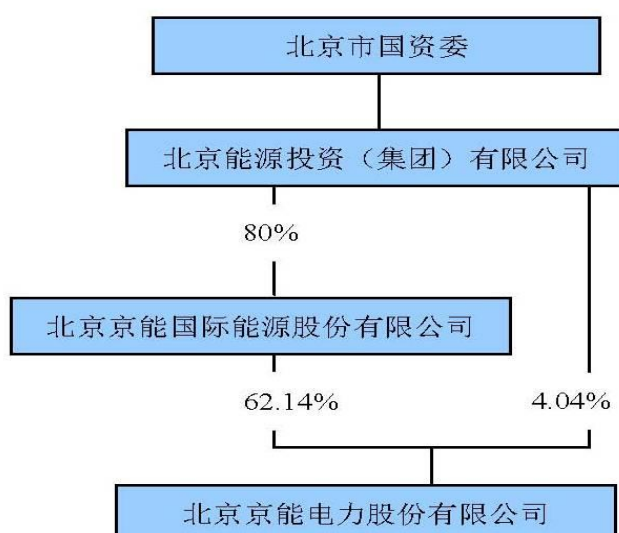 北京市国资委
北京能源投资（集团）有限公司
80%
北京京能国际能源股份有限公司
62.14%
4.04%
北京京能电力股份有限公司